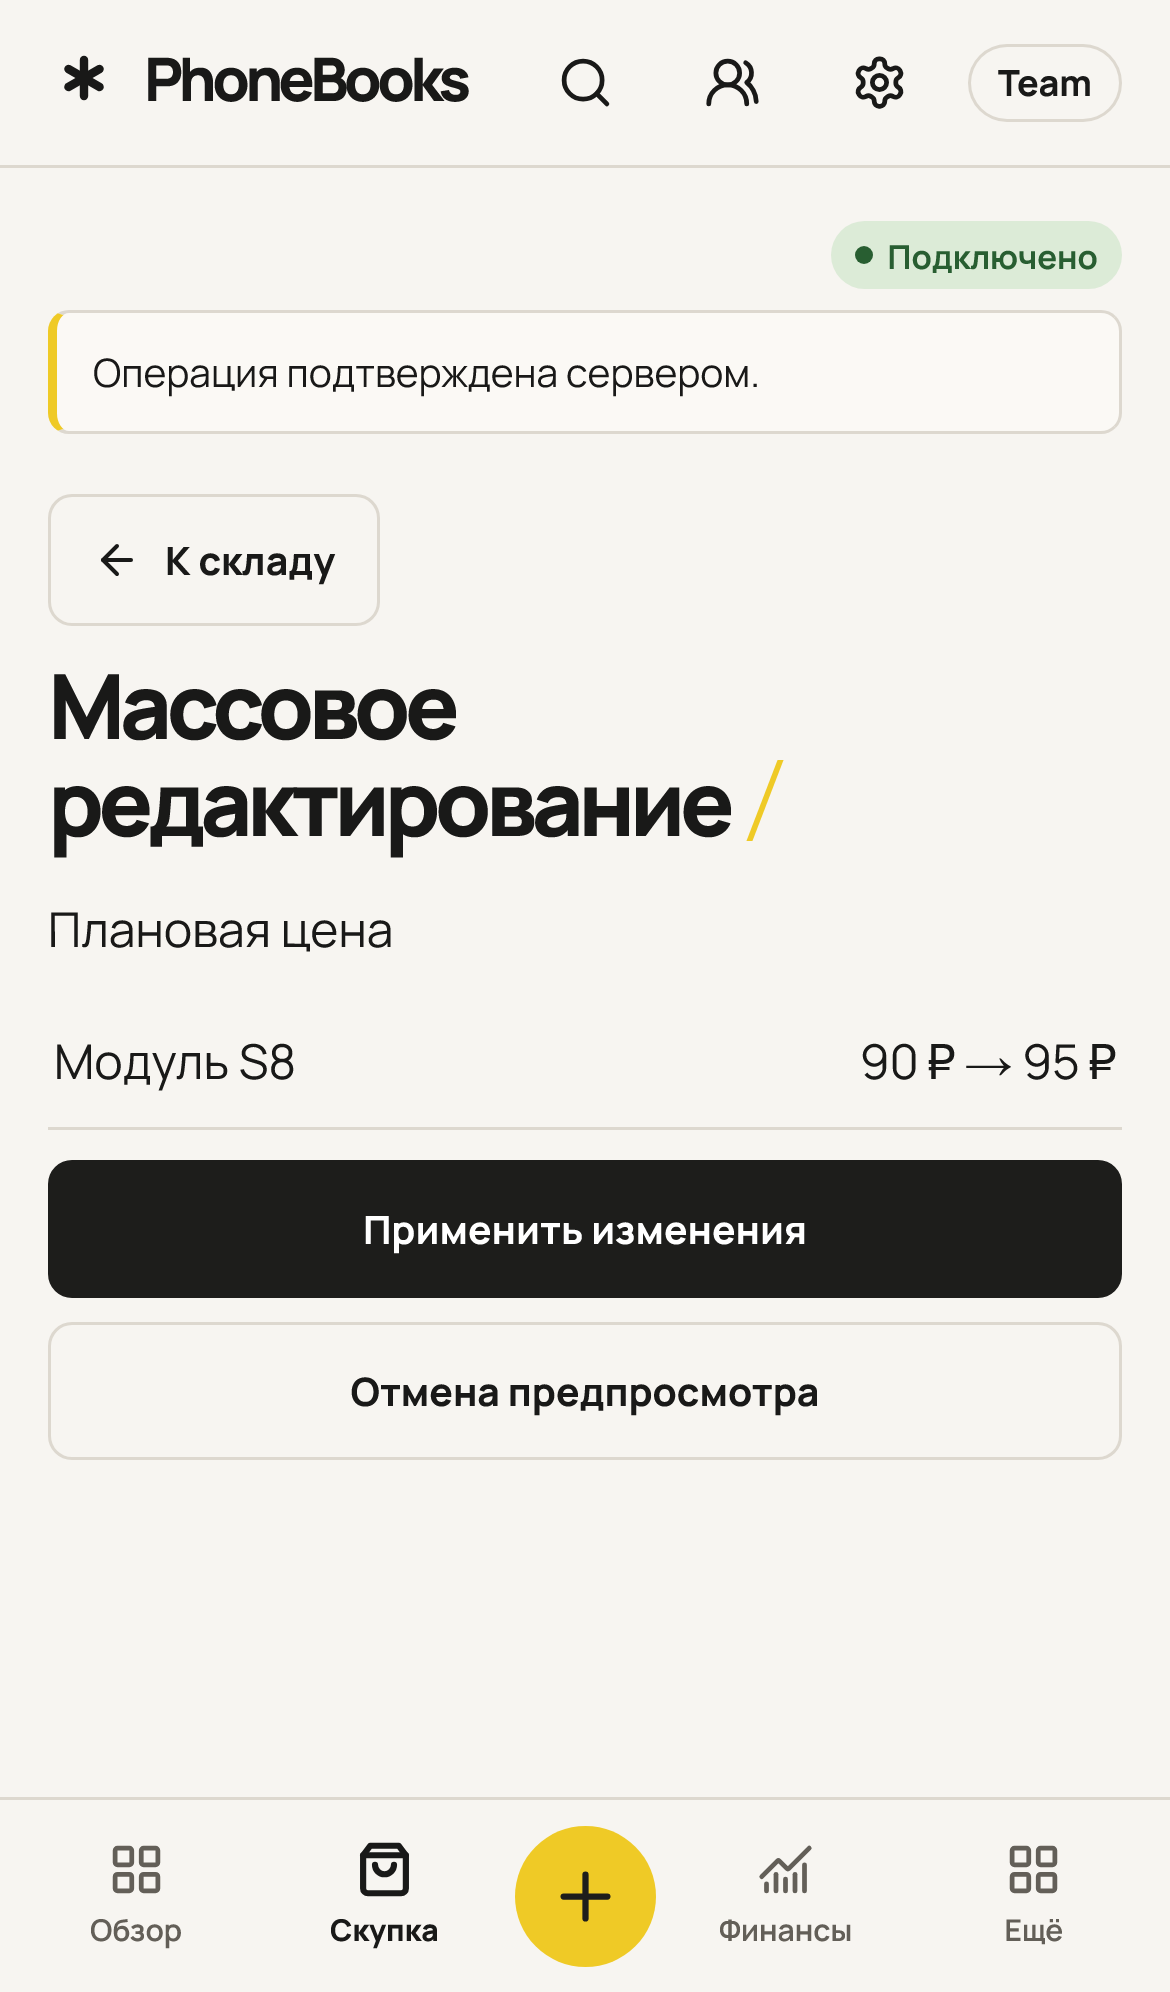 PhoneBooks
Team
Подключено
Операция подтверждена сервером.
← К складу
Массовое
редактирование /
Плановая цена
Модуль S8 90 ₽ → 95 ₽
Применить изменения
Отмена предпросмотра
Обзор Скупка Финансы Ещё